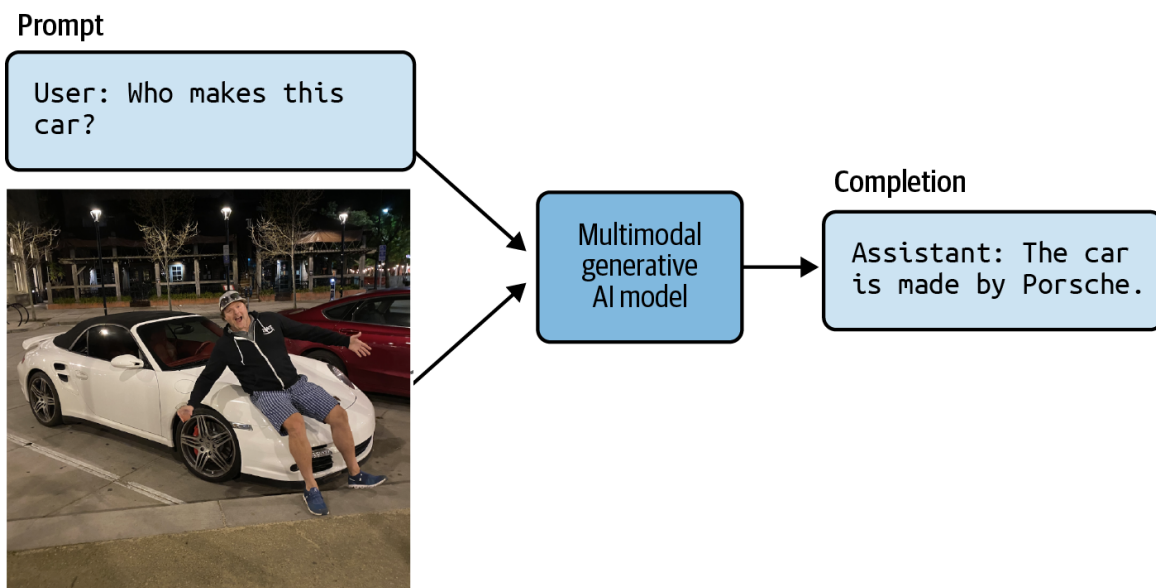 Prompt
User: Who makes this
car?
Multimodal
generative
AI model
Completion
Assistant: The car
is made by Porsche.